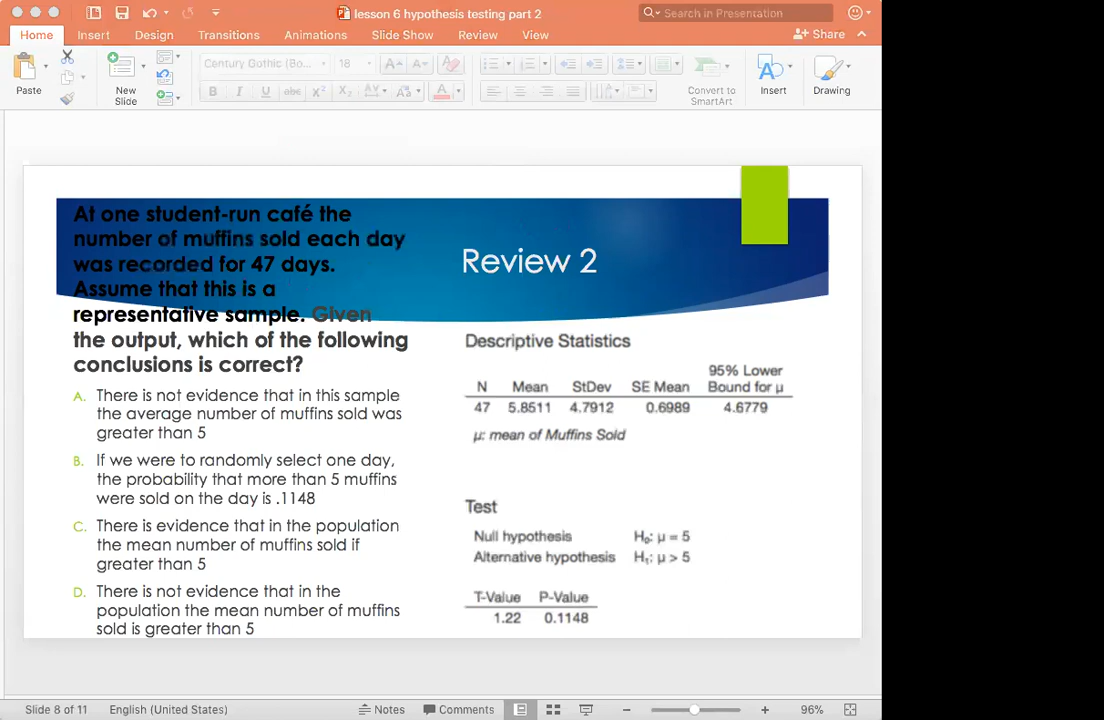 lesson 6 hypothesis testing part 2
Search in Presentation
Home Insert Design Transitions Animations Slide Show Review View Share
Century Gothic (Bo... 18
Paste New Slide Convert to SmartArt Insert Drawing
B I U abc X² X₂ AV Aa A
At one student-run café the
number of muffins sold each day
was recorded for 47 days.
Assume that this is a
representative sample. Given
the output, which of the following
conclusions is correct?
A. There is not evidence that in this sample
the average number of muffins sold was
greater than 5
B. If we were to randomly select one day,
the probability that more than 5 muffins
were sold on the day is .1148
C. There is evidence that in the population
the mean number of muffins sold if
greater than 5
D. There is not evidence that in the
population the mean number of muffins
sold is greater than 5
Review 2
Descriptive Statistics
95% Lower
N Mean StDev SE Mean Bound for μ
47 5.8511 4.7912 0.6989 4.6779
μ: mean of Muffins Sold
Test
Null hypothesis H₀: μ = 5
Alternative hypothesis H₁: μ > 5
T-Value P-Value
1.22 0.1148
Slide 8 of 11 English (United States) Notes Comments 96%